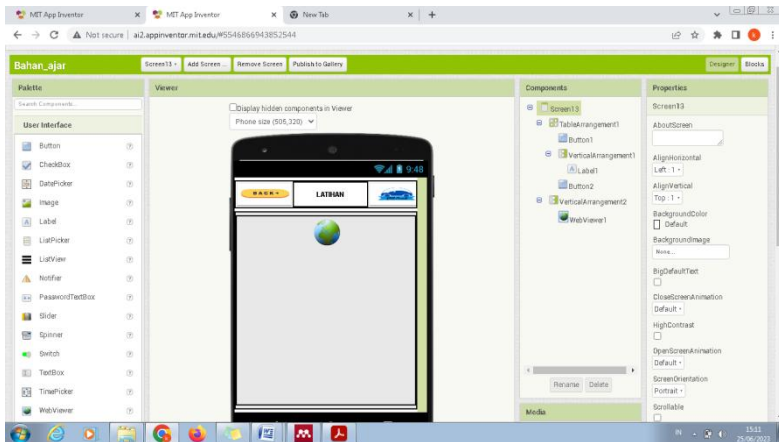 MIT App Inventor
MIT App Inventor
New Tab
Not secure | ai2.appinventor.mit.edu/#5546866943852544
Bahan_ajar
Screen13
Add Screen ...
Remove Screen
Publish to Gallery
Designer
Blocks
Palette
Search Components...
User Interface
Button
CheckBox
DatePicker
Image
Label
ListPicker
ListView
Notifier
PasswordTextBox
Slider
Spinner
Switch
TextBox
TimePicker
WebViewer
Viewer
Display hidden components in Viewer
Phone size (505,320)
9:48
BACK
LATIHAN
Components
Screen13
TableArrangement1
Button1
VerticalArrangement1
Label1
Button2
VerticalArrangement2
WebViewer1
Rename
Delete
Media
Properties
Screen13
AboutScreen
AlignHorizontal
Left : 1
AlignVertical
Top : 1
BackgroundColor
Default
BackgroundImage
None...
BigDefaultText
CloseScreenAnimation
Default
HighContrast
OpenScreenAnimation
Default
ScreenOrientation
Portrait
Scrollable
IN
15:11
25/06/2023